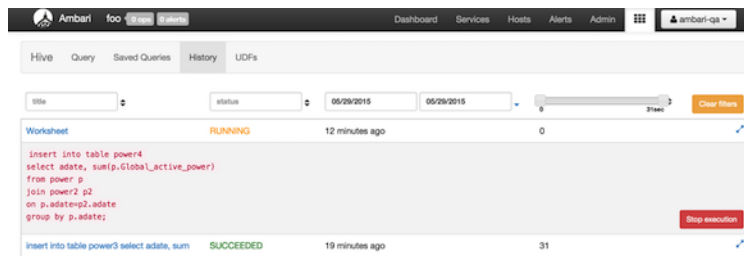 Ambari foo 0 ops 0 alerts Dashboard Services Hosts Alerts Admin ambari-qa
Hive Query Saved Queries History UDFs
title status 05/29/2015 05/29/2015 0 31sec Clear filters
Worksheet RUNNING 12 minutes ago 0
insert into table power4
select adate, sum(p.Global_active_power)
from power p
join power2 p2
on p.adate=p2.adate
group by p.adate;
Stop execution
insert into table power3 select adate, sum SUCCEEDED 19 minutes ago 31